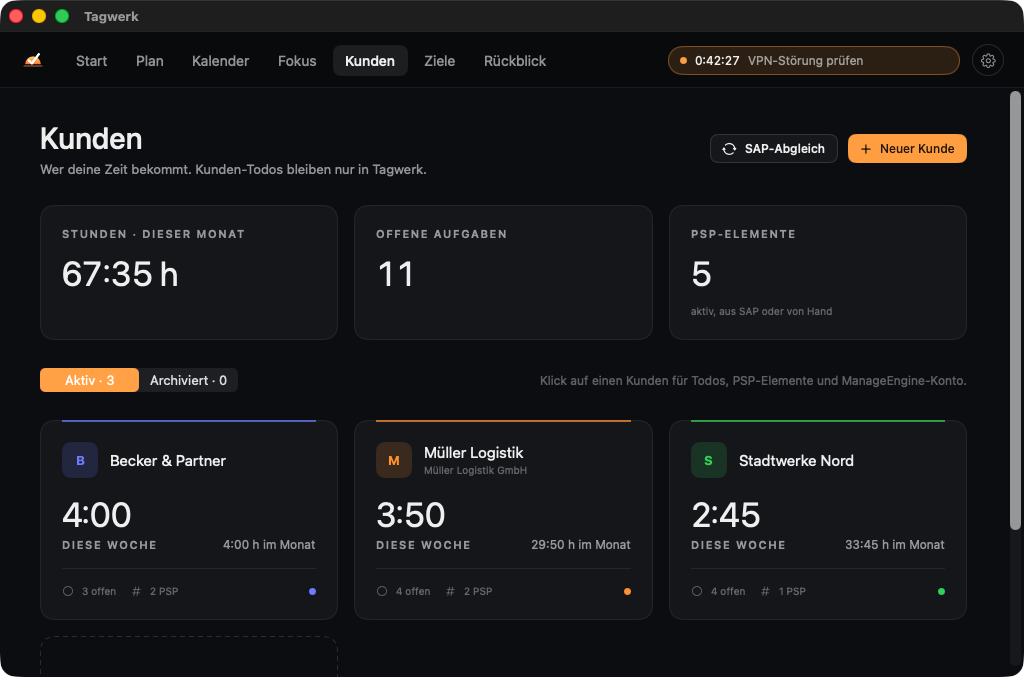 Tagwerk
Start Plan Kalender Fokus Kunden Ziele Rückblick 0:42:27 VPN-Störung prüfen
Kunden
Wer deine Zeit bekommt. Kunden-Todos bleiben nur in Tagwerk.
SAP-Abgleich + Neuer Kunde
STUNDEN · DIESER MONAT
67:35 h
OFFENE AUFGABEN
11
PSP-ELEMENTE
5
aktiv, aus SAP oder von Hand
Aktiv · 3 Archiviert · 0
Klick auf einen Kunden für Todos, PSP-Elemente und ManageEngine-Konto.
B Becker & Partner
4:00
DIESE WOCHE 4:00 h im Monat
3 offen # 2 PSP
M Müller Logistik
Müller Logistik GmbH
3:50
DIESE WOCHE 29:50 h im Monat
4 offen # 2 PSP
S Stadtwerke Nord
2:45
DIESE WOCHE 33:45 h im Monat
4 offen # 1 PSP